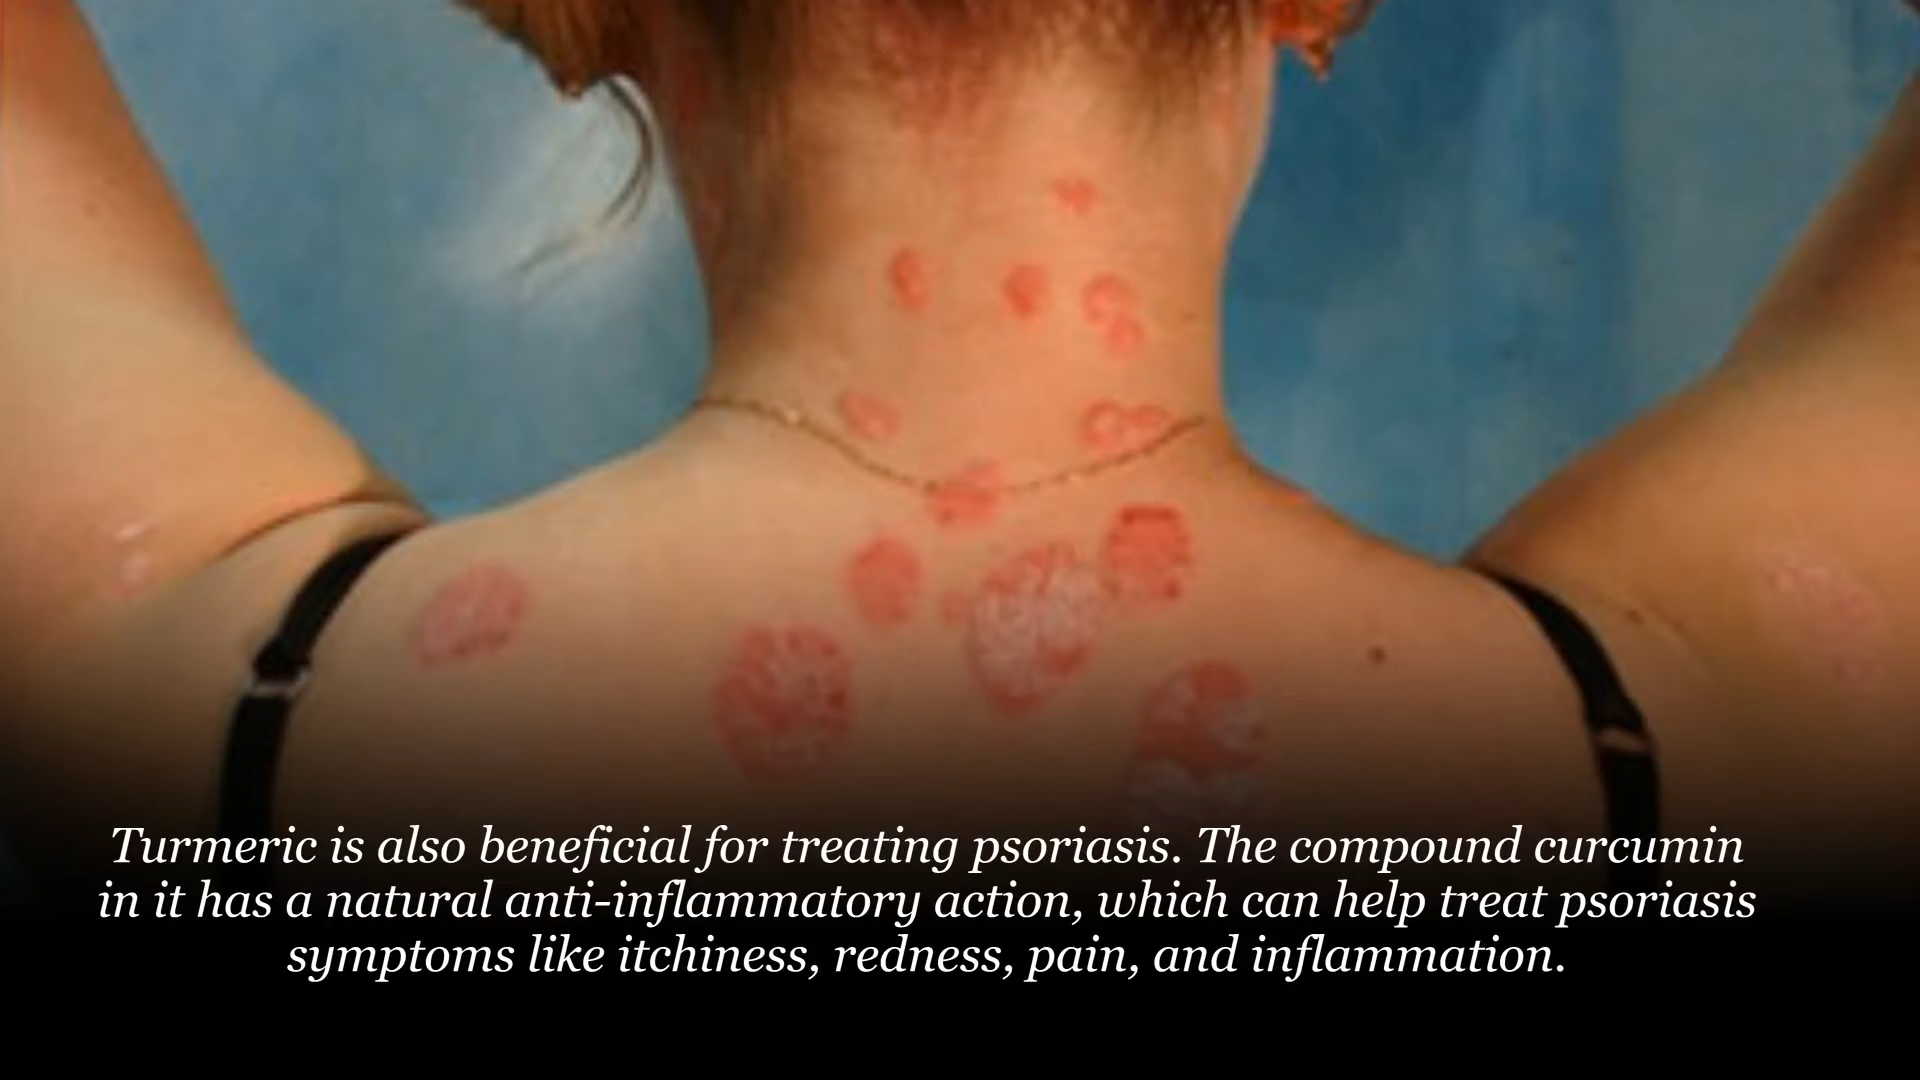 Turmeric is also beneficial for treating psoriasis. The compound curcumin
in it has a natural anti-inflammatory action, which can help treat psoriasis
symptoms like itchiness, redness, pain, and inflammation.